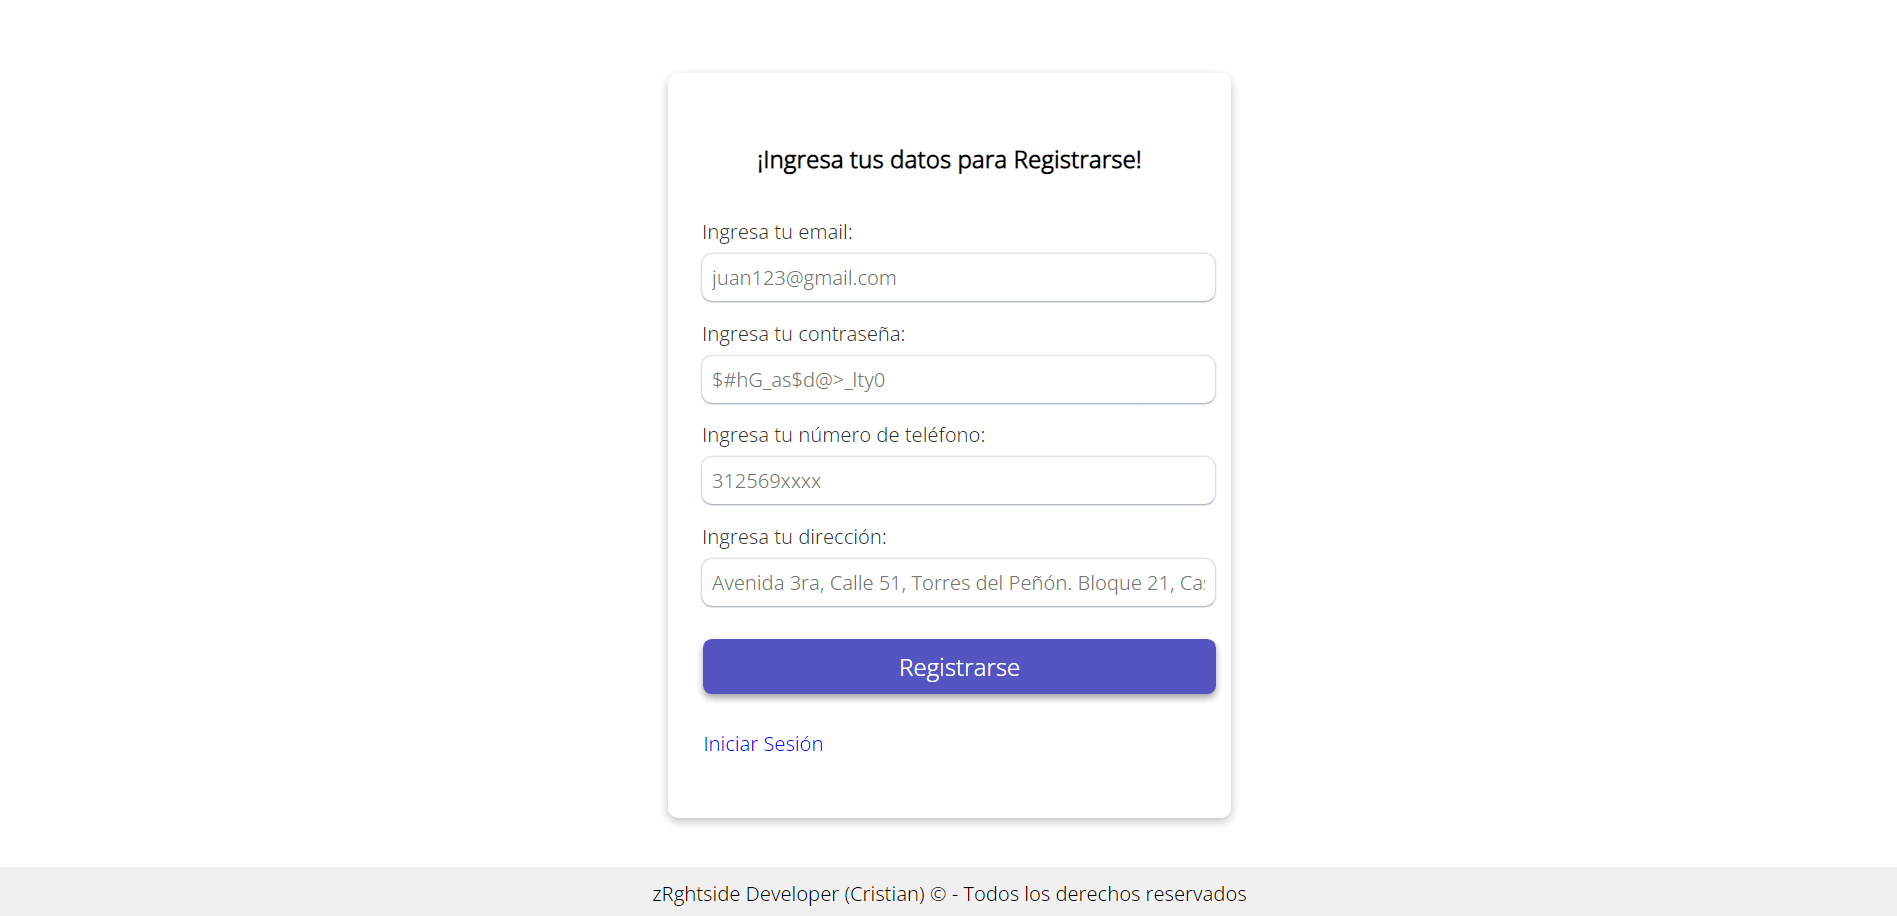 ¡Ingresa tus datos para Registrarse!
Ingresa tu email:
juan123@gmail.com
Ingresa tu contraseña:
$#hG_as$d@>_lty0
Ingresa tu número de teléfono:
312569xxxx
Ingresa tu dirección:
Avenida 3ra, Calle 51, Torres del Peñón. Bloque 21,
Registrarse
Iniciar Sesión
zRghtside Developer (Cristian) © - Todos los derechos reservados